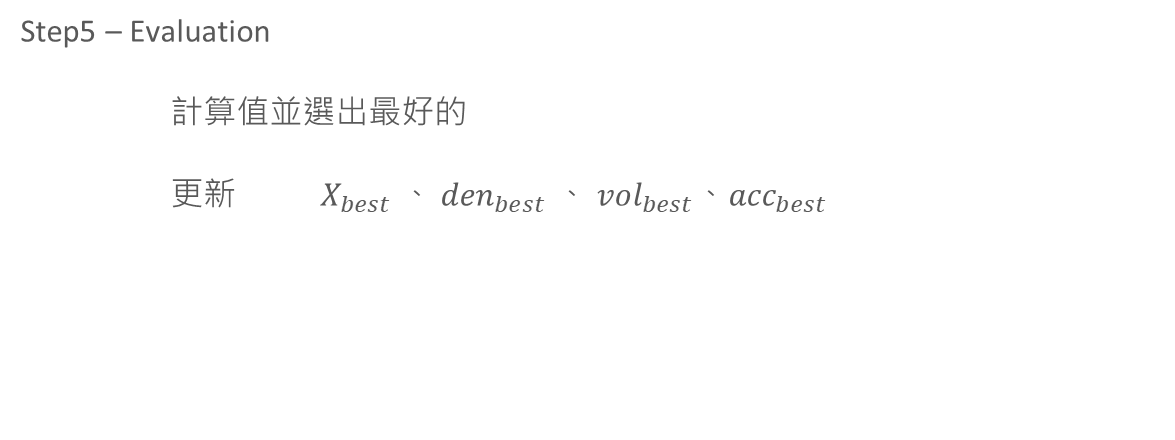 Step5 – Evaluation
計算值並選出最好的
更新 X_best 、 den_best 、 vol_best 、 acc_best